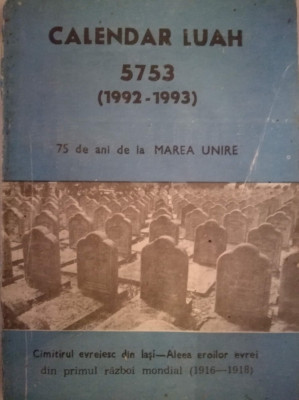 CALENDAR LUAH
5753
(1992-1993)
75 de ani de la MAREA UNIRE
Cimitirul evreiesc din Iași—Aleea eroilor evrei
din primul război mondial (1916—1918)